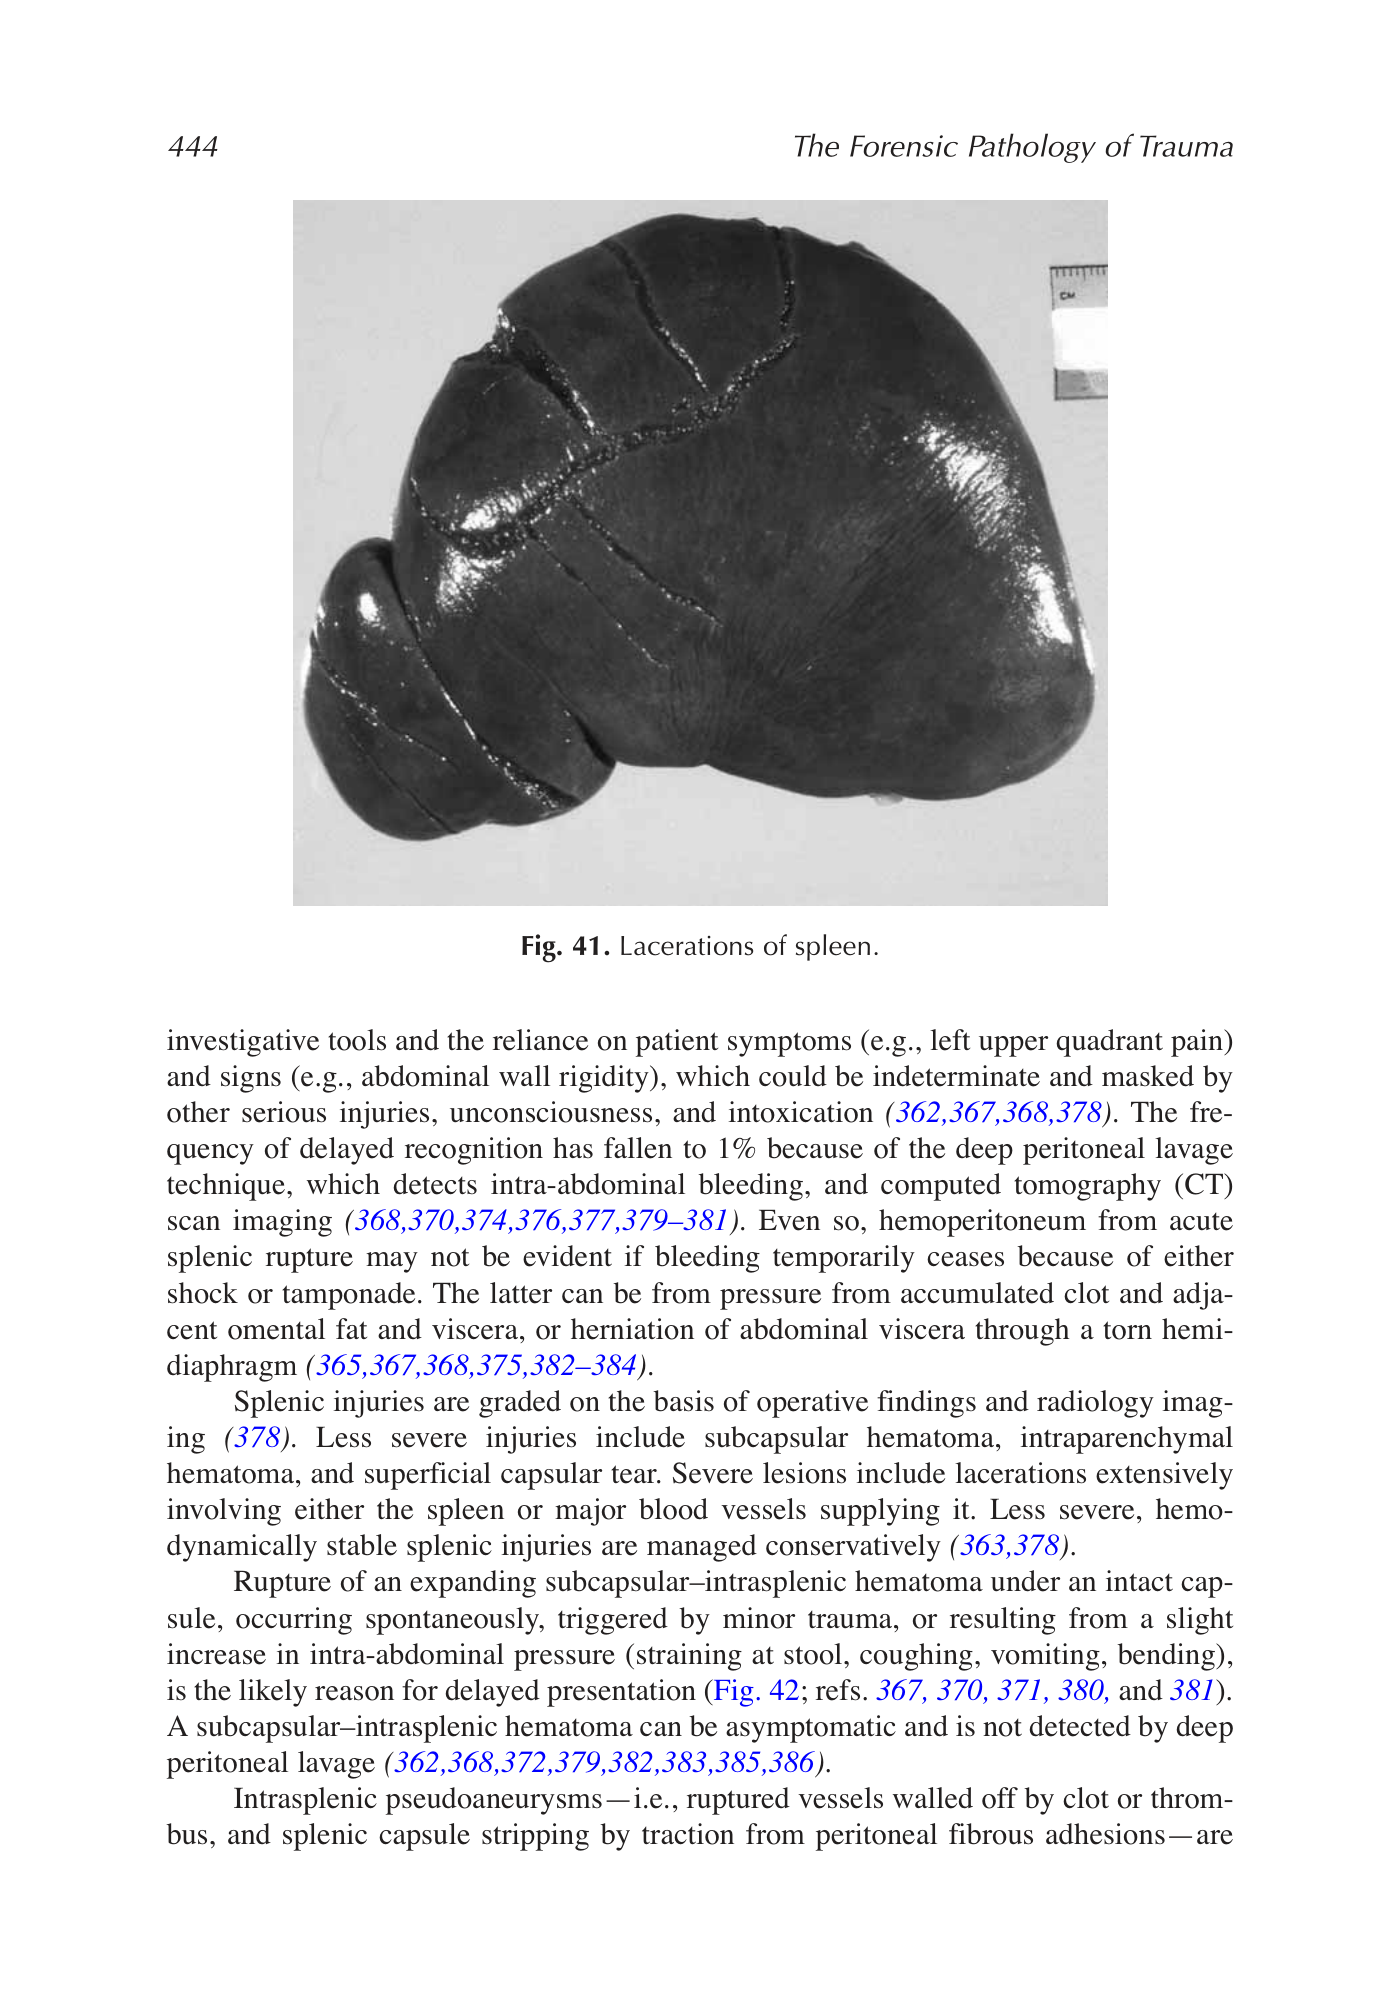 444
The Forensic Pathology of Trauma
CM
Fig. 41. Lacerations of spleen.
investigative tools and the reliance on patient symptoms (e.g., left upper quadrant pain)
and signs (e.g., abdominal wall rigidity), which could be indeterminate and masked by
other serious injuries, unconsciousness, and intoxication (362,367,368,378). The fre-
quency of delayed recognition has fallen to 1% because of the deep peritoneal lavage
technique, which detects intra-abdominal bleeding, and computed tomography (CT)
scan imaging (368,370,374,376,377,379–381). Even so, hemoperitoneum from acute
splenic rupture may not be evident if bleeding temporarily ceases because of either
shock or tamponade. The latter can be from pressure from accumulated clot and adja-
cent omental fat and viscera, or herniation of abdominal viscera through a torn hemi-
diaphragm (365,367,368,375,382–384).
Splenic injuries are graded on the basis of operative findings and radiology imag-
ing (378). Less severe injuries include subcapsular hematoma, intraparenchymal
hematoma, and superficial capsular tear. Severe lesions include lacerations extensively
involving either the spleen or major blood vessels supplying it. Less severe, hemo-
dynamically stable splenic injuries are managed conservatively (363,378).
Rupture of an expanding subcapsular–intrasplenic hematoma under an intact cap-
sule, occurring spontaneously, triggered by minor trauma, or resulting from a slight
increase in intra-abdominal pressure (straining at stool, coughing, vomiting, bending),
is the likely reason for delayed presentation (Fig. 42; refs. 367, 370, 371, 380, and 381).
A subcapsular–intrasplenic hematoma can be asymptomatic and is not detected by deep
peritoneal lavage (362,368,372,379,382,383,385,386).
Intrasplenic pseudoaneurysms—i.e., ruptured vessels walled off by clot or throm-
bus, and splenic capsule stripping by traction from peritoneal fibrous adhesions—are